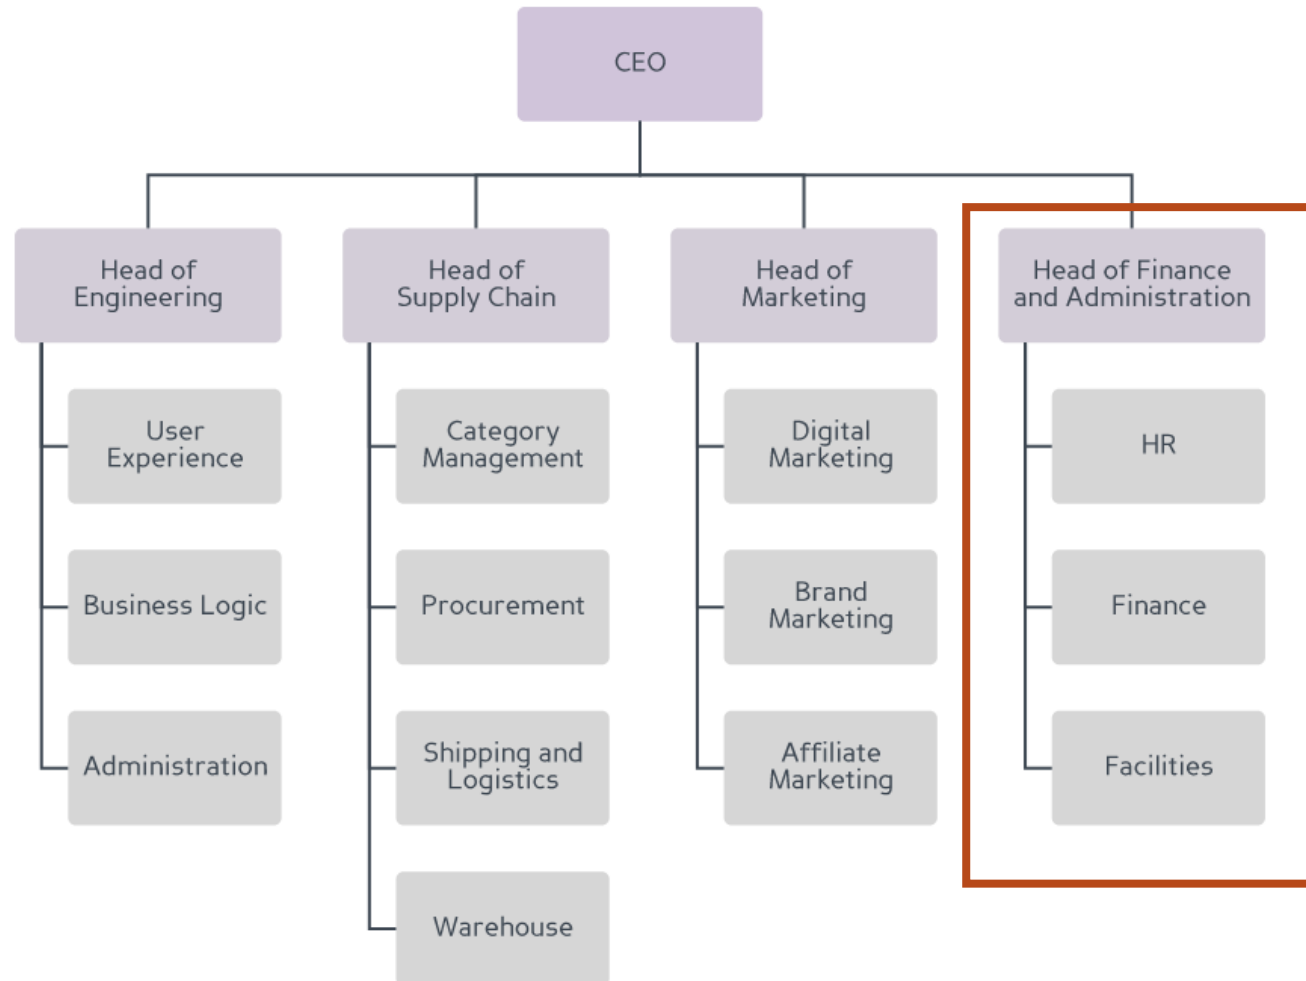 CEO
Head of
Engineering
Head of
Supply Chain
Head of
Marketing
Head of Finance
and Administration
User
Experience
Category
Management
Digital
Marketing
HR
Business Logic
Procurement
Brand
Marketing
Finance
Administration
Shipping and
Logistics
Affiliate
Marketing
Facilities
Warehouse